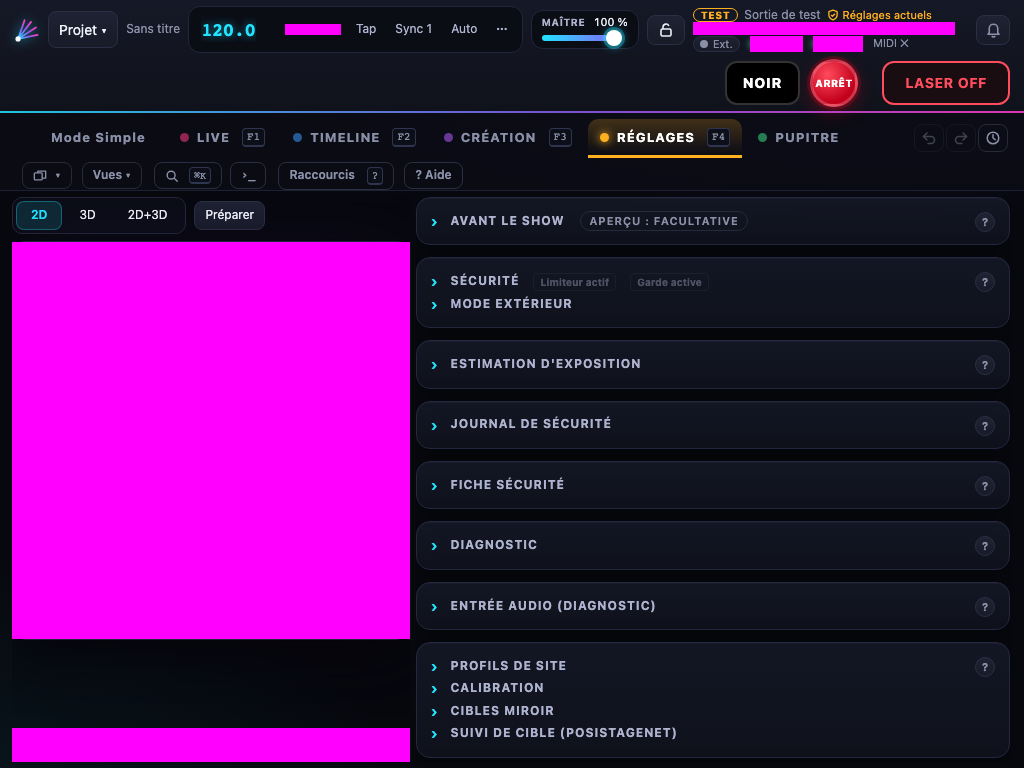 Projet ▾ Sans titre 120.0 Tap Sync 1 Auto ··· MAÎTRE 100 % TEST Sortie de test Réglages actuels
Ext. MIDI ✕
NOIR ARRÊT LASER OFF
Mode Simple LIVE F1 TIMELINE F2 CRÉATION F3 RÉGLAGES F4 PUPITRE
▾ Vues ▾ ⌘K ›_ Raccourcis ? ? Aide
2D 3D 2D+3D Préparer
› AVANT LE SHOW APERÇU : FACULTATIVE ?
› SÉCURITÉ Limiteur actif Garde active ?
› MODE EXTÉRIEUR
› ESTIMATION D'EXPOSITION ?
› JOURNAL DE SÉCURITÉ ?
› FICHE SÉCURITÉ ?
› DIAGNOSTIC ?
› ENTRÉE AUDIO (DIAGNOSTIC) ?
› PROFILS DE SITE ?
› CALIBRATION
› CIBLES MIROIR
› SUIVI DE CIBLE (POSISTAGENET)